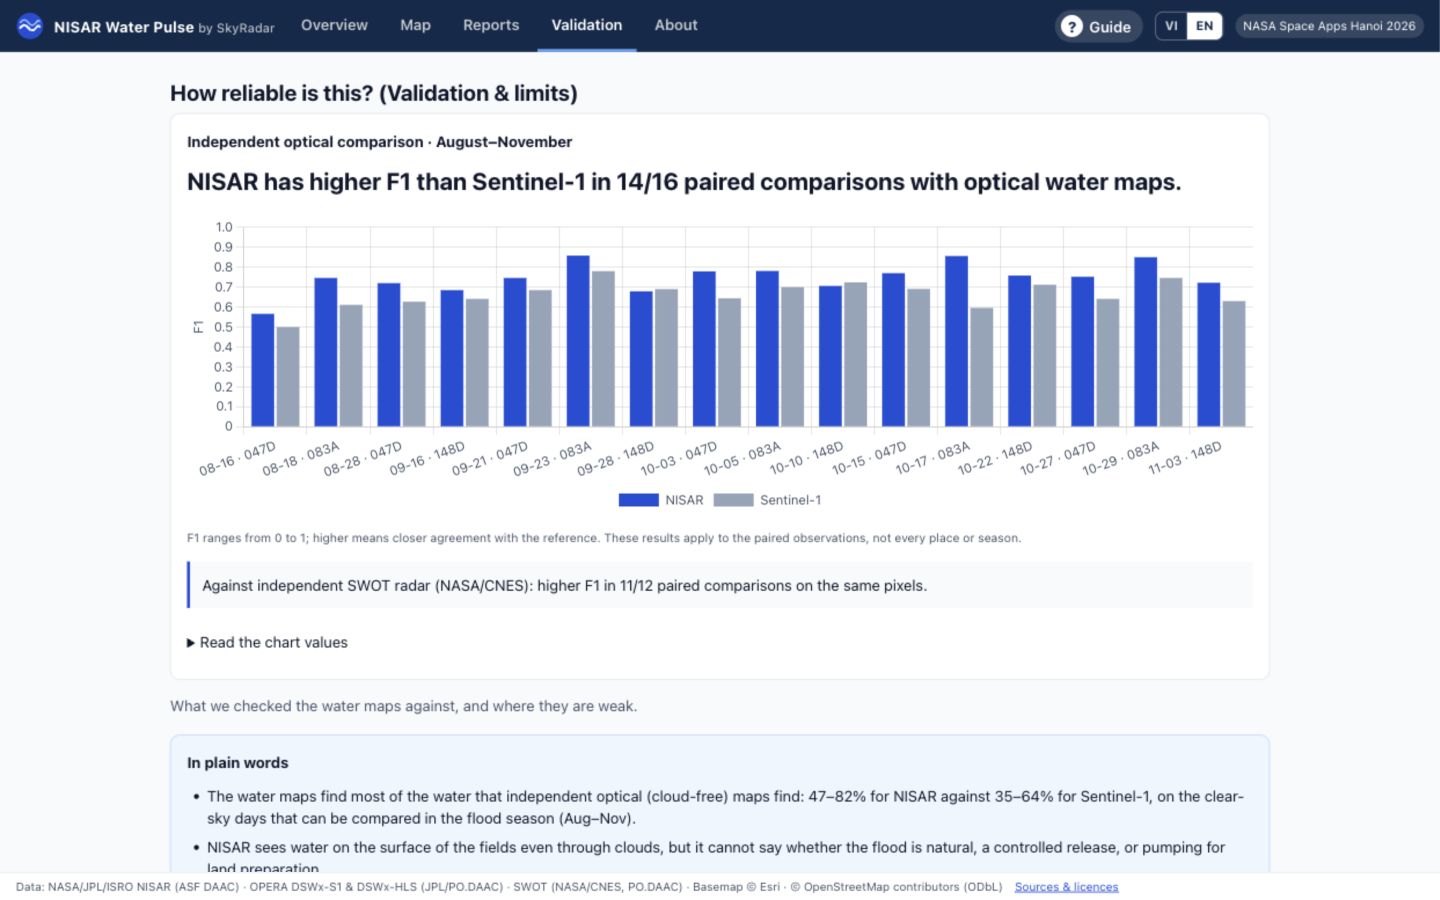 NISAR Water Pulse by SkyRadar
Overview
Map
Reports
Validation
About
? Guide
VI
EN
NASA Space Apps Hanoi 2026
How reliable is this? (Validation & limits)
Independent optical comparison · August–November
NISAR has higher F1 than Sentinel-1 in 14/16 paired comparisons with optical water maps.
1.0
0.9
0.8
0.7
0.6
0.5
0.4
0.3
0.2
0.1
0
F1
08-16 · 047D
08-18 · 083A
08-28 · 047D
09-16 · 148D
09-21 · 047D
09-23 · 083A
09-28 · 148D
10-03 · 047D
10-05 · 083A
10-10 · 148D
10-15 · 047D
10-17 · 083A
10-22 · 148D
10-27 · 047D
10-29 · 083A
11-03 · 148D
NISAR
Sentinel-1
F1 ranges from 0 to 1; higher means closer agreement with the reference. These results apply to the paired observations, not every place or season.
Against independent SWOT radar (NASA/CNES): higher F1 in 11/12 paired comparisons on the same pixels.
▶ Read the chart values
What we checked the water maps against, and where they are weak.
In plain words
• The water maps find most of the water that independent optical (cloud-free) maps find: 47–82% for NISAR against 35–64% for Sentinel-1, on the clear-
sky days that can be compared in the flood season (Aug–Nov).
• NISAR sees water on the surface of the fields even through clouds, but it cannot say whether the flood is natural, a controlled release, or pumping for
land preparation.
Data: NASA/JPL/ISRO NISAR (ASF DAAC) · OPERA DSWx-S1 & DSWx-HLS (JPL/PO.DAAC) · SWOT (NASA/CNES, PO.DAAC) · Basemap © Esri · © OpenStreetMap contributors (ODbL) Sources & licences